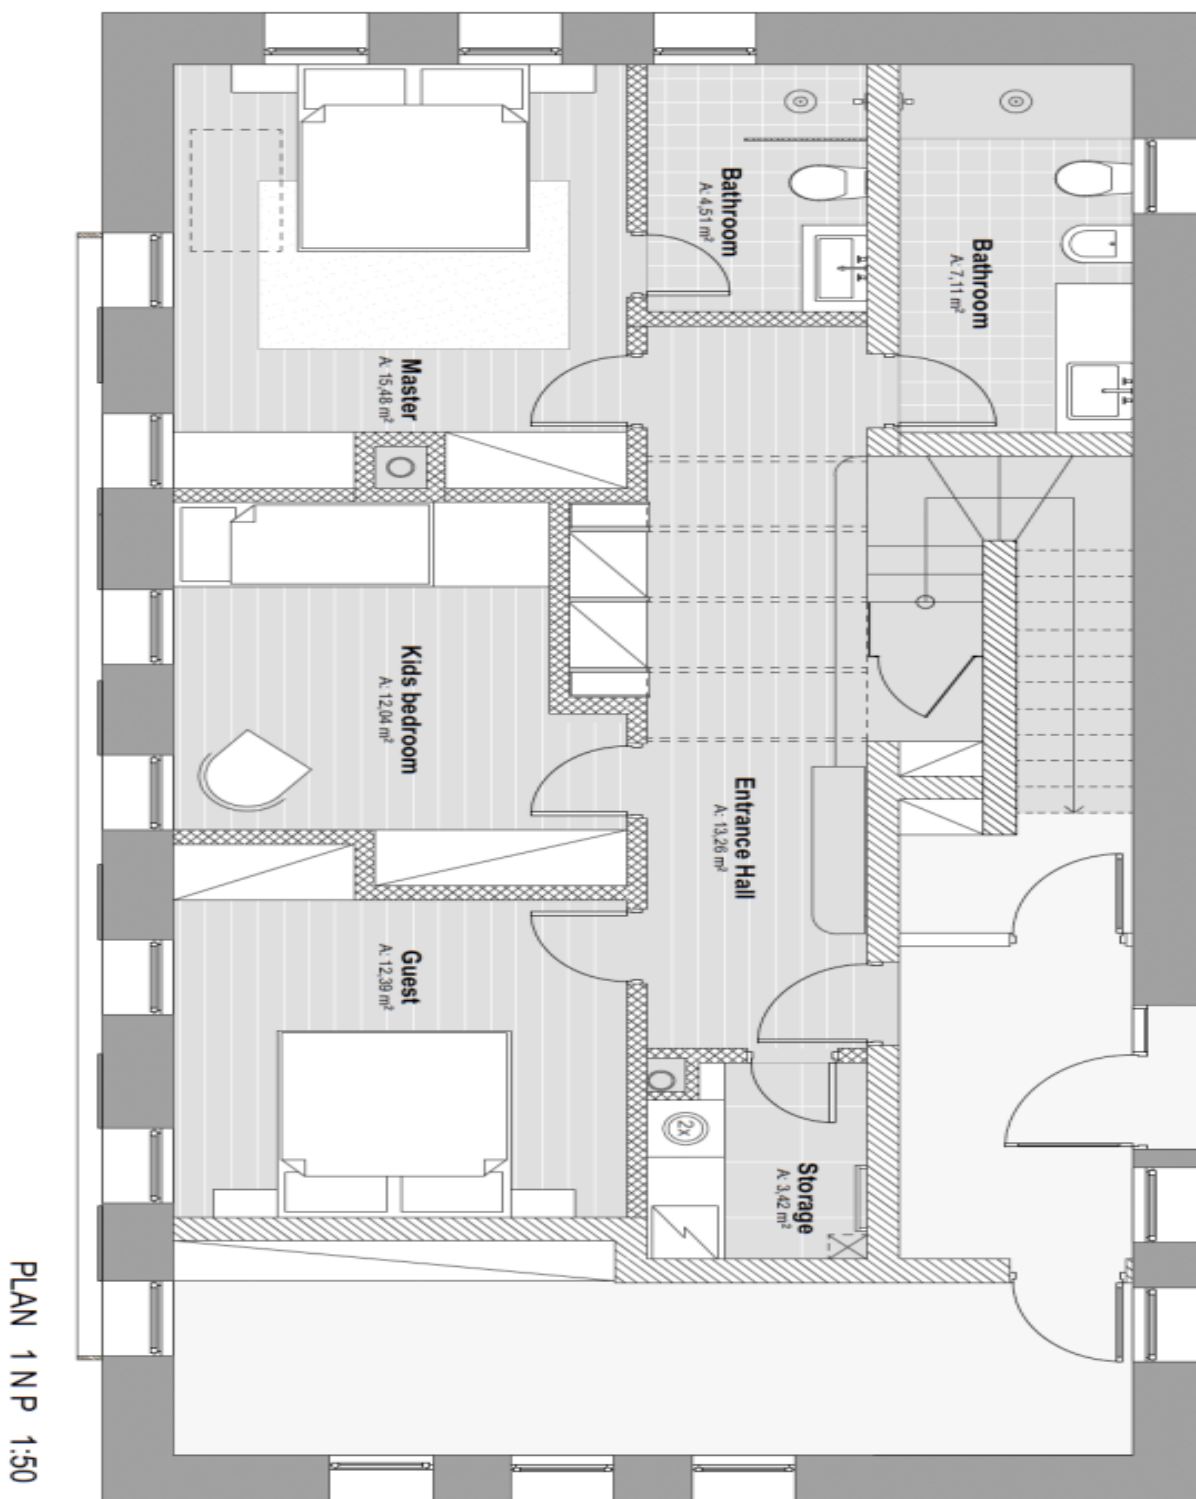 Bathroom
A: 4,51 m²
Bathroom
A: 7,11 m²
Master
A: 15,48 m²
Kids bedroom
A: 12,04 m²
Entrance Hall
A: 13,26 m²
Guest
A: 12,39 m²
2x
Storage
A: 3,42 m²
PLAN 1 N P 1:50